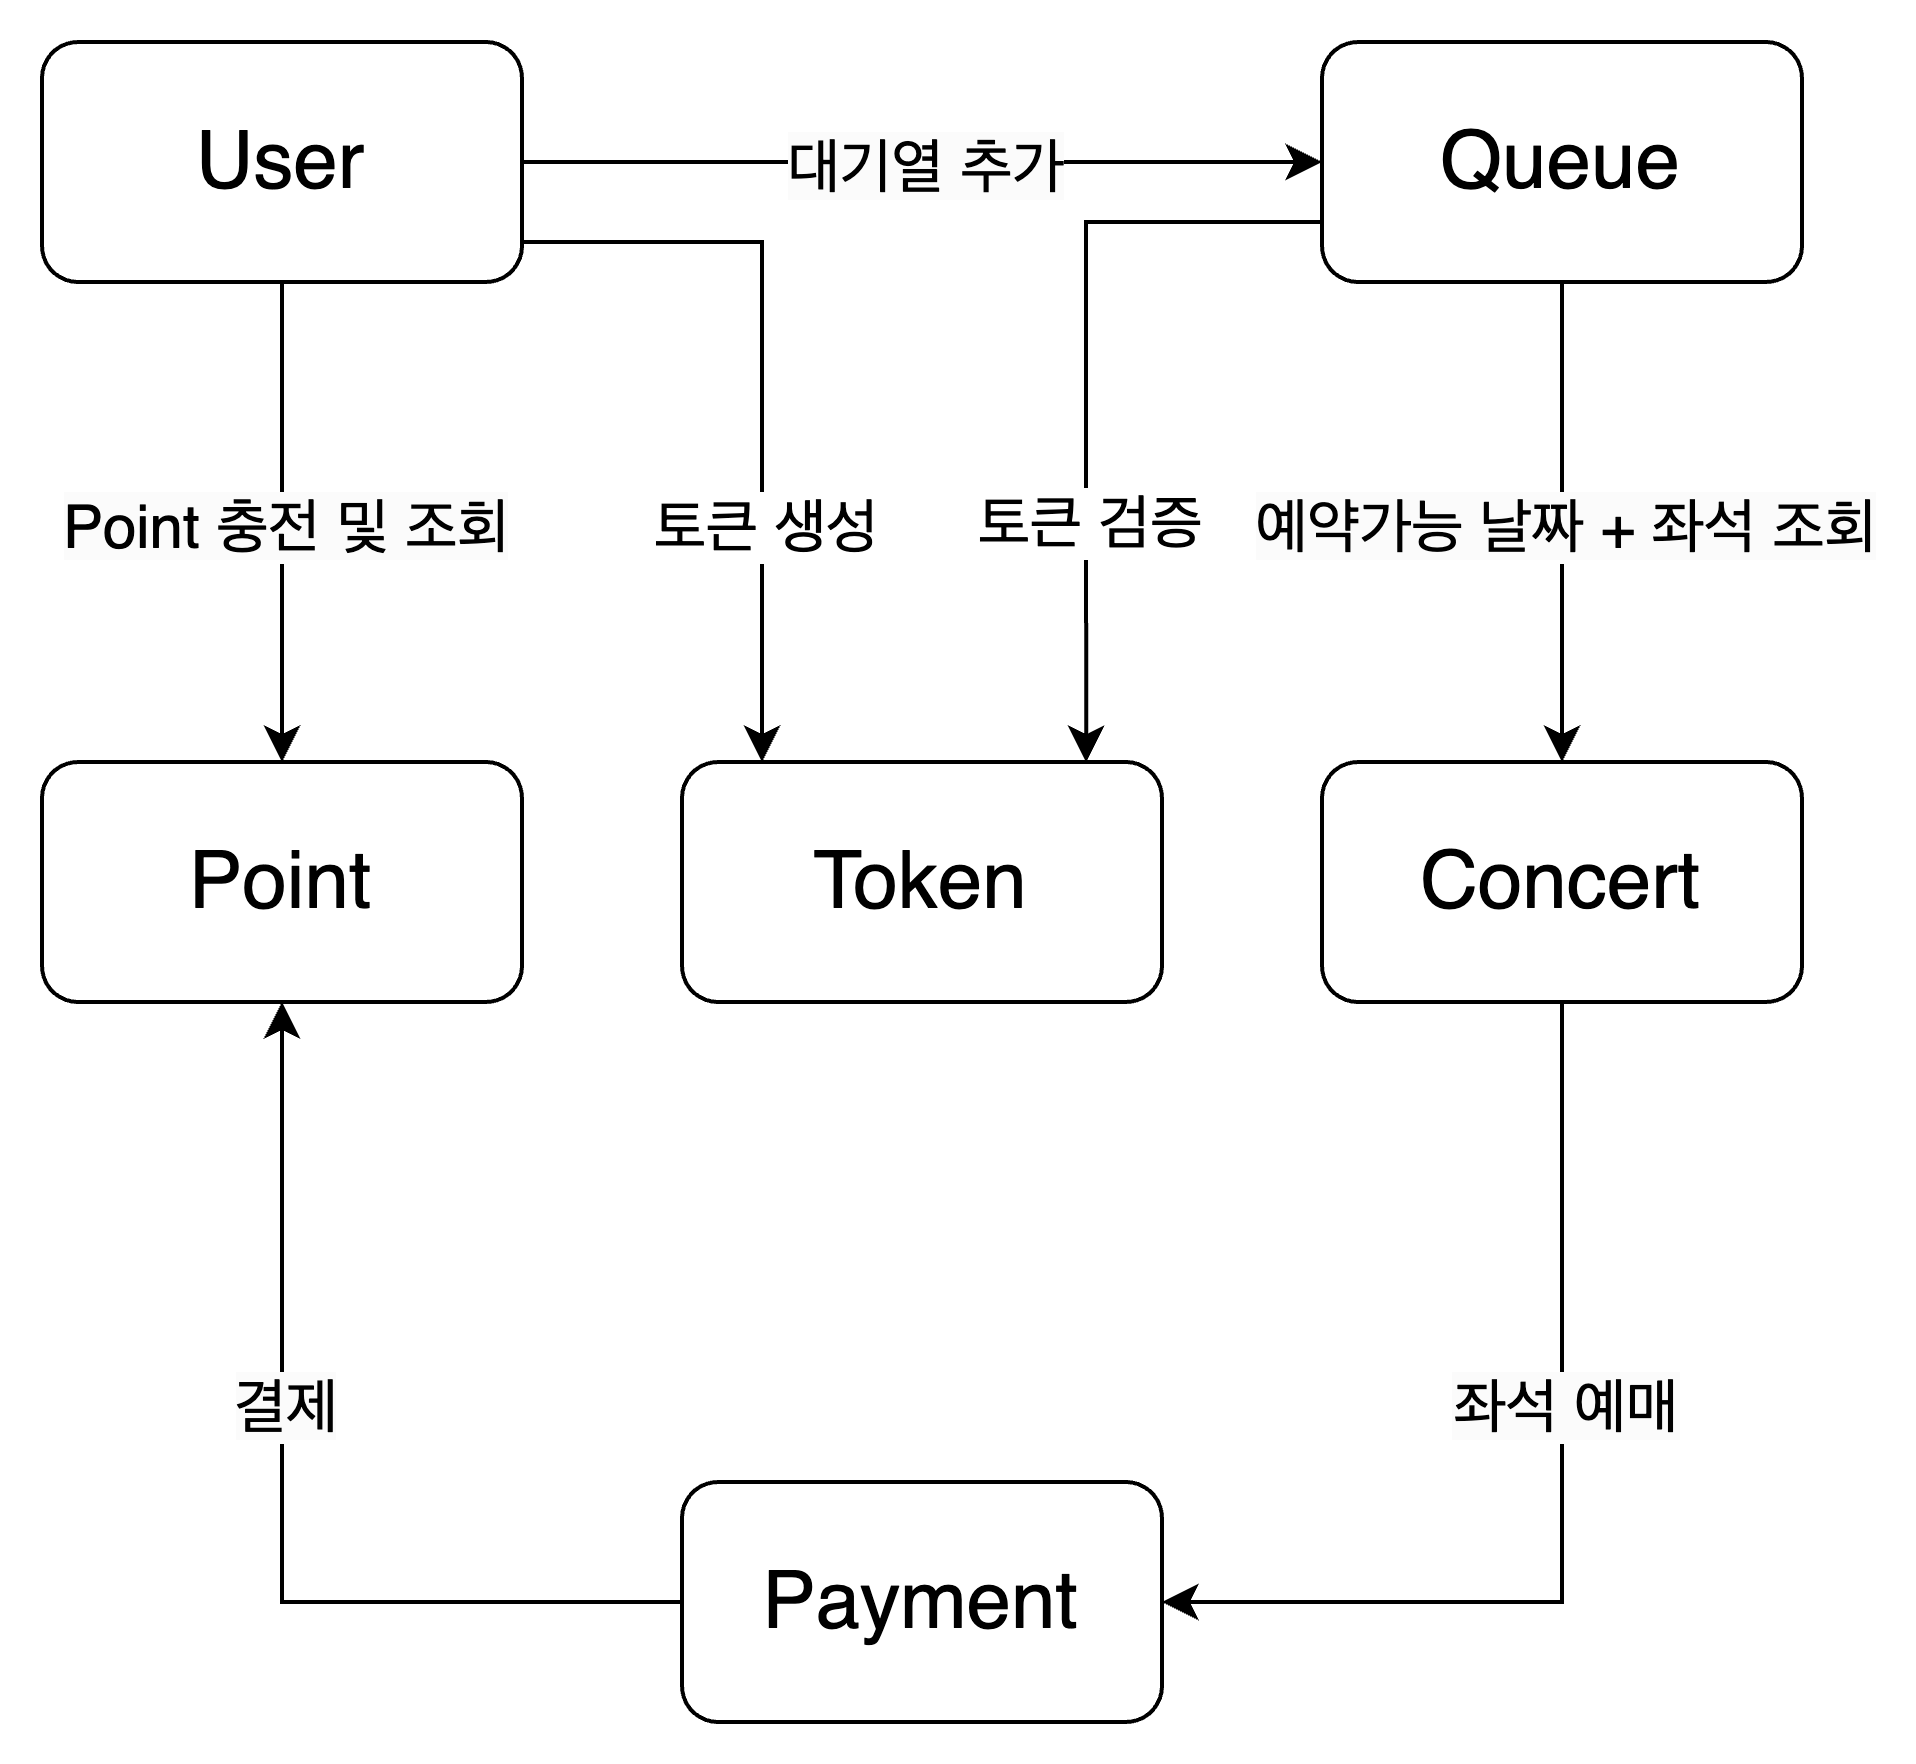 User
대기열 추가
Queue
Point 충전 및 조회
토큰 생성
토큰 검증
예약가능 날짜 + 좌석 조회
Point
Token
Concert
결제
좌석 예매
Payment